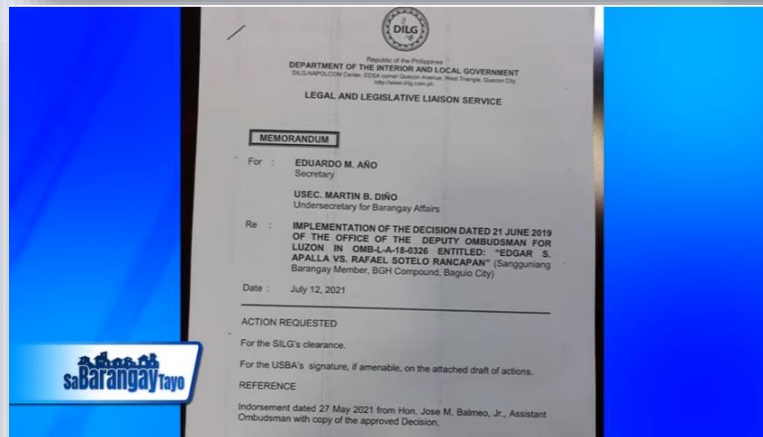 DILG
Republic of the Philippines
DEPARTMENT OF THE INTERIOR AND LOCAL GOVERNMENT
DILG-NAPOLCOM Center, EDSA corner Quezon Avenue, West Triangle, Quezon City
http://www.dilg.gov.ph
LEGAL AND LEGISLATIVE LIAISON SERVICE
MEMORANDUM
For : EDUARDO M. AÑO
Secretary
USEC. MARTIN B. DIÑO
Undersecretary for Barangay Affairs
Re : IMPLEMENTATION OF THE DECISION DATED 21 JUNE 2019
OF THE OFFICE OF THE DEPUTY OMBUDSMAN FOR
LUZON IN OMB-L-A-18-0326 ENTITLED: "EDGAR S.
APALLA VS. RAFAEL SOTELO RANCAPAN" (Sangguniang
Barangay Member, BGH Compound, Baguio City)
Date : July 12, 2021
ACTION REQUESTED
For the SILG's clearance.
For the USBA's signature, if amenable, on the attached draft of actions.
REFERENCE
Indorsement dated 27 May 2021 from Hon. Jose M. Balmeo, Jr., Assistant
Ombudsman with copy of the approved Decision.
saBarangay Tayo